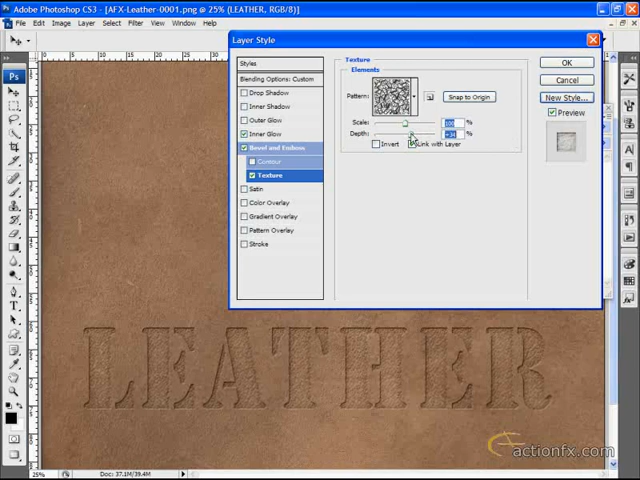 Adobe Photoshop CS3 - [AFX-Leather-0001.png @ 25% (LEATHER, RGB/8)]
File Edit Image Layer Select Filter Analysis View Window Help
Layer Style
Styles
Blending Options: Custom
Drop Shadow
Inner Shadow
Outer Glow
Inner Glow
Bevel and Emboss
Contour
Texture
Satin
Color Overlay
Gradient Overlay
Pattern Overlay
Stroke
Texture
Elements
Pattern:
Snap to Origin
Scale: 100 %
Depth: +34 %
Invert
Link with Layer
OK
Cancel
New Style...
Preview
LEATHER
actionfx.com
25% Doc: 37.1M/39.4M